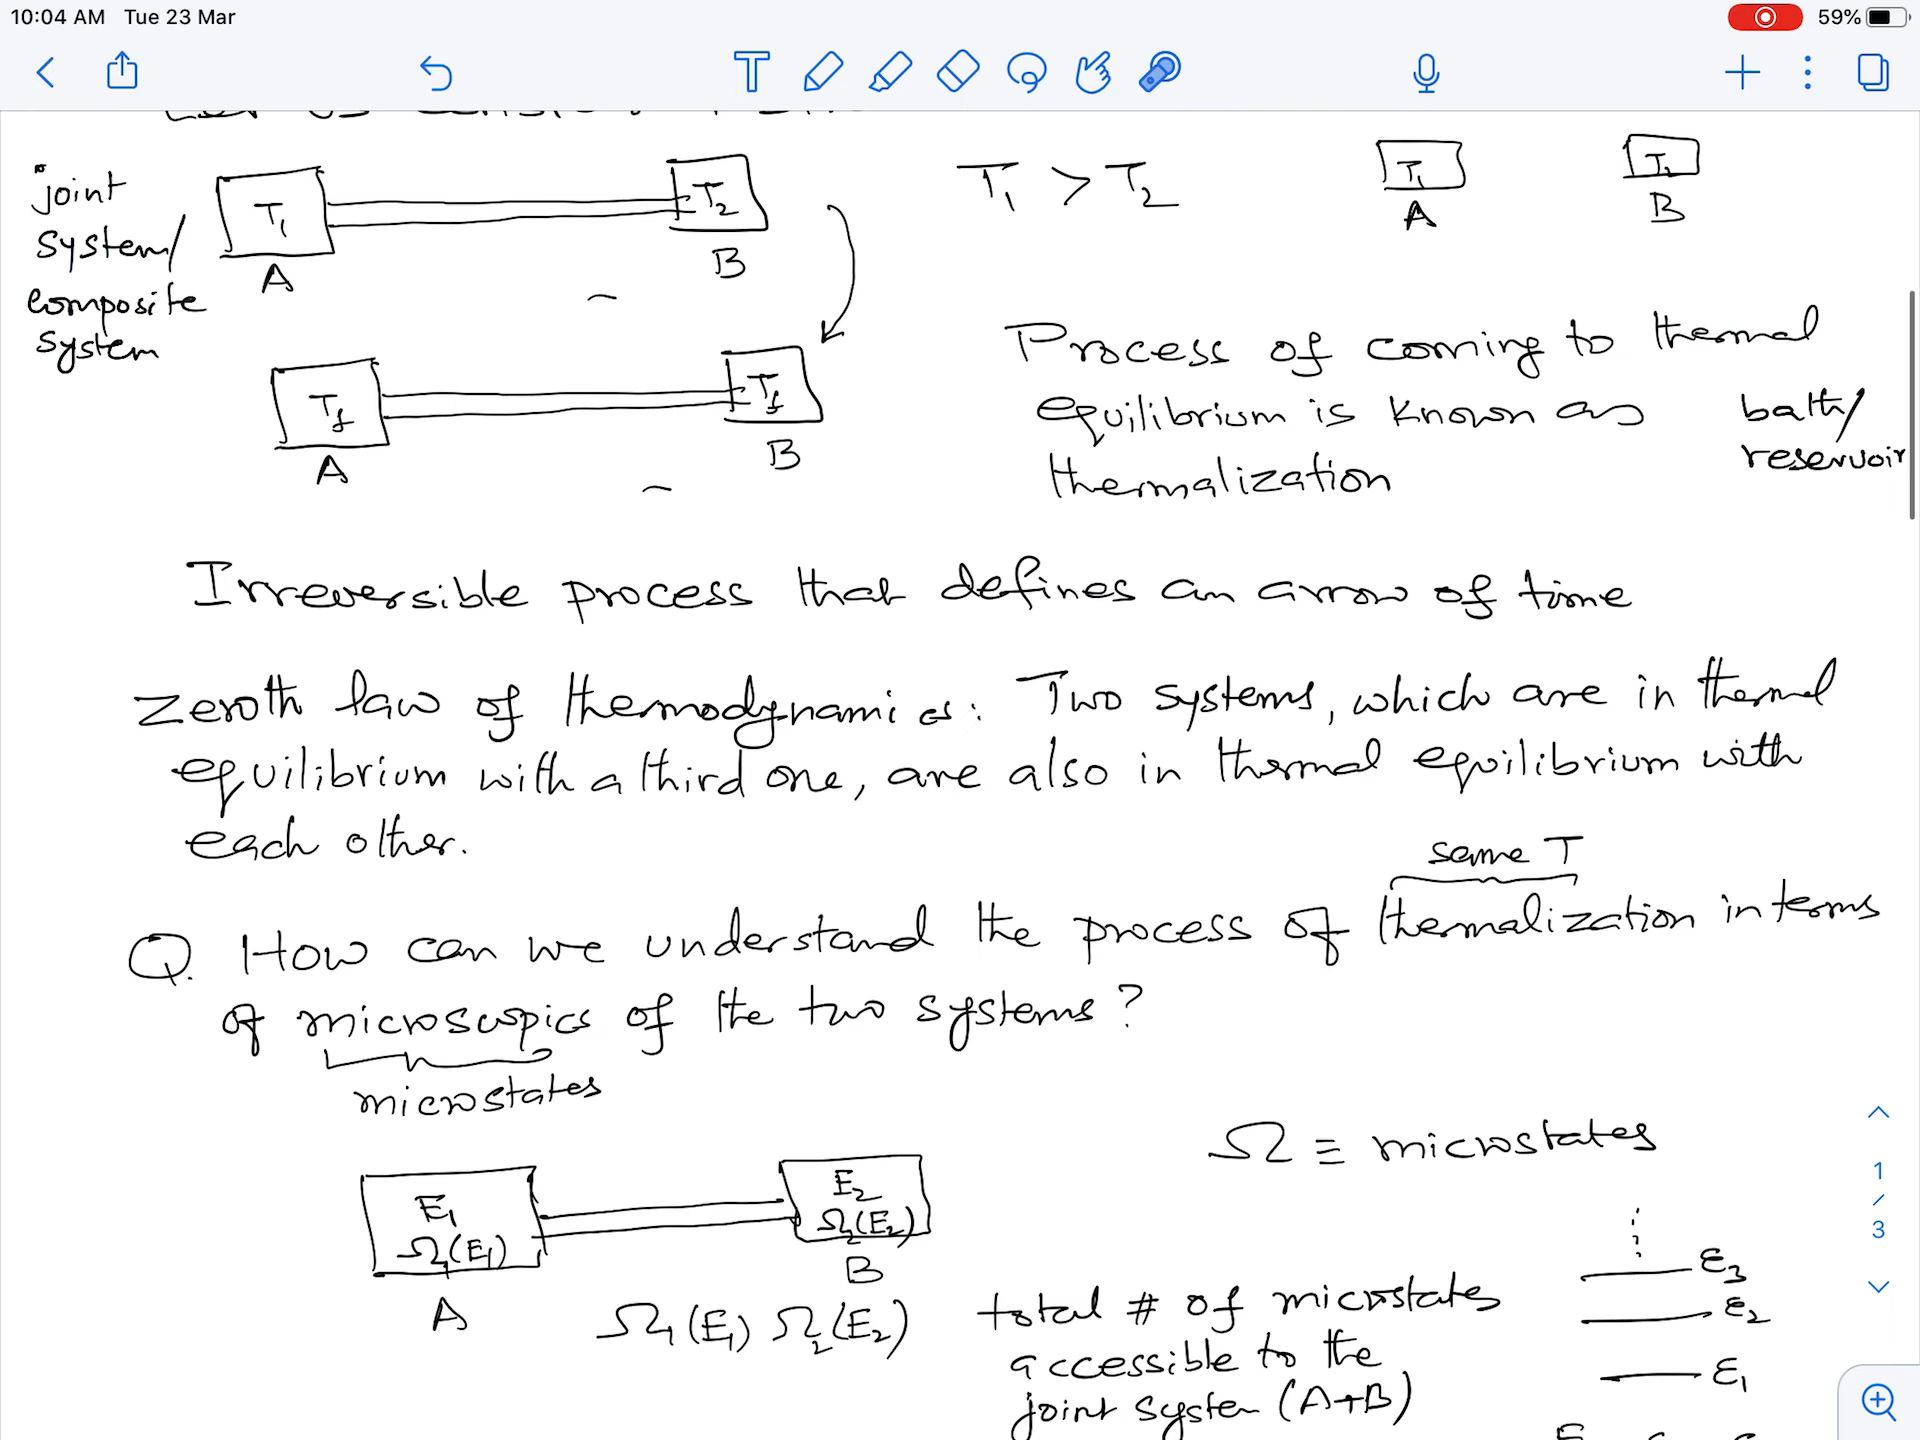 10:04 AM Tue 23 Mar
59%
joint
system/
composite
system
T₁
A
T₂
B
T₁ > T₂
T₁
A
B
T_f
A
T_f
B
Process of coming to thermal
equilibrium is known as
thermalization
bath/
reservoir
Irreversible process that defines an arrow of time
Zeroth law of thermodynamics: Two systems, which are in thermal
equilibrium with a third one, are also in thermal equilibrium with
each other.
same T
Q. How can we understand the process of thermalization in terms
of microscopics of the two systems?
microstates
Ω ≡ microstates
E₁
Ω₁(E₁)
A
E₂
Ω₂(E₂)
B
Ω₁(E₁) Ω₂(E₂)
total # of microstates
accessible to the
joint system (A+B)
ε₃
ε₂
ε₁
1
/
3